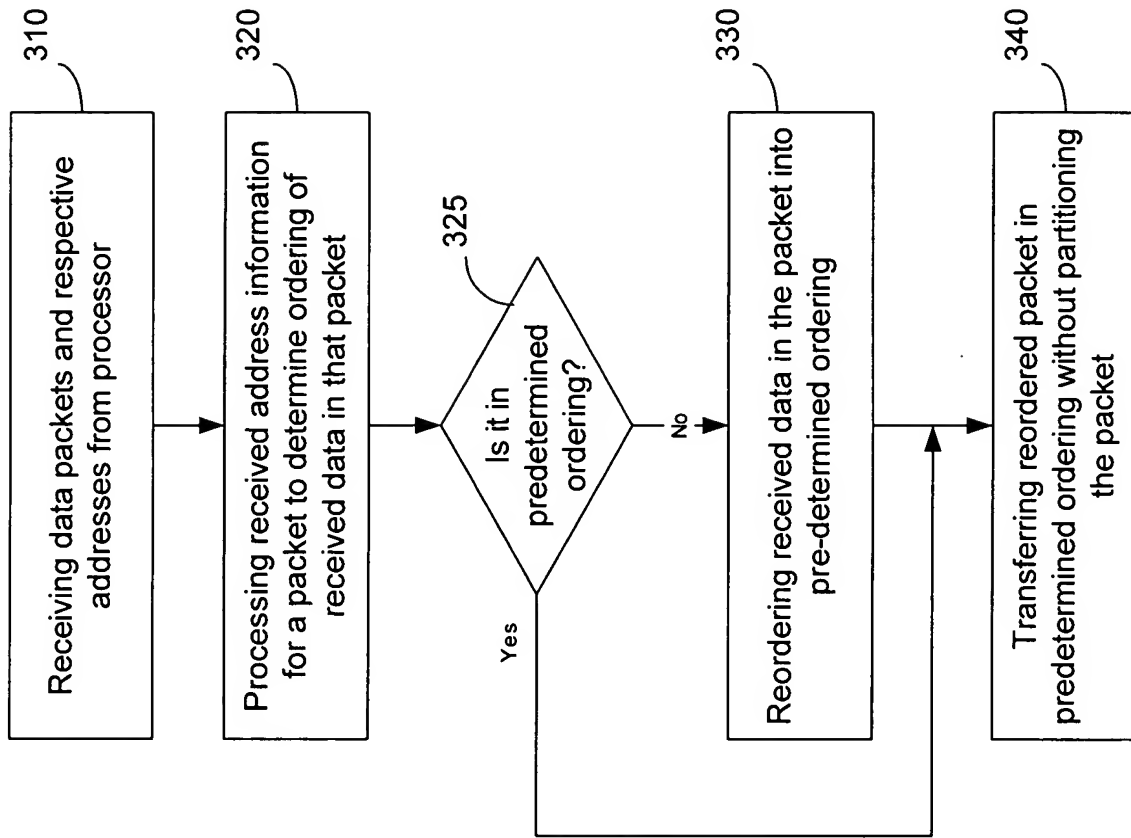 310
Receiving data packets and respective
addresses from processor
320
Processing received address information
for a packet to determine ordering of
received data in that packet
325
Is it in
predetermined
ordering?
Yes
No
330
Reordering received data in the packet into
pre-determined ordering
340
Transferring reordered packet in
predetermined ordering without partitioning
the packet